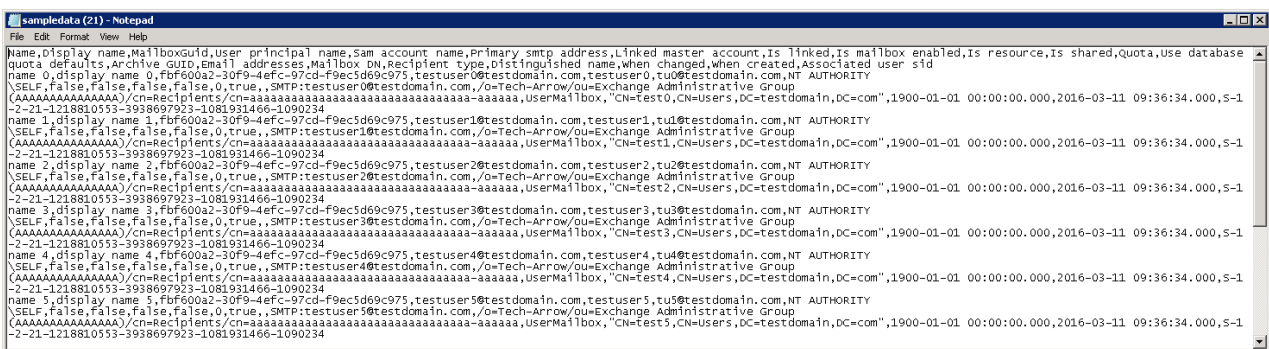 sampledata (21) - Notepad
File Edit Format View Help
Name,Display name,MailboxGuid,User principal name,Sam account name,Primary smtp address,Linked master account,Is linked,Is mailbox enabled,Is resource,Is shared,Quota,Use database
quota defaults,Archive GUID,Email addresses,Mailbox DN,Recipient type,Distinguished name,When changed,When created,Associated user sid
name 0,display name 0,fbf600a2-30f9-4efc-97cd-f9ec5d69c975,testuser0@testdomain.com,testuser0,tu0@testdomain.com,NT AUTHORITY
\SELF,false,false,false,false,0,true,,SMTP:testuser0@testdomain.com,/o=Tech-Arrow/ou=Exchange Administrative Group
(AAAAAAAAAAAAAAA)/cn=Recipients/cn=aaaaaaaaaaaaaaaaaaaaaaaaaaaaaaaa-aaaaaa,UserMailbox,"CN=test0,CN=Users,DC=testdomain,DC=com",1900-01-01 00:00:00.000,2016-03-11 09:36:34.000,S-1
-2-21-1218810553-3938697923-1081931466-1090234
name 1,display name 1,fbf600a2-30f9-4efc-97cd-f9ec5d69c975,testuser1@testdomain.com,testuser1,tu1@testdomain.com,NT AUTHORITY
\SELF,false,false,false,false,0,true,,SMTP:testuser1@testdomain.com,/o=Tech-Arrow/ou=Exchange Administrative Group
(AAAAAAAAAAAAAAA)/cn=Recipients/cn=aaaaaaaaaaaaaaaaaaaaaaaaaaaaaaaa-aaaaaa,UserMailbox,"CN=test1,CN=Users,DC=testdomain,DC=com",1900-01-01 00:00:00.000,2016-03-11 09:36:34.000,S-1
-2-21-1218810553-3938697923-1081931466-1090234
name 2,display name 2,fbf600a2-30f9-4efc-97cd-f9ec5d69c975,testuser2@testdomain.com,testuser2,tu2@testdomain.com,NT AUTHORITY
\SELF,false,false,false,false,0,true,,SMTP:testuser2@testdomain.com,/o=Tech-Arrow/ou=Exchange Administrative Group
(AAAAAAAAAAAAAAA)/cn=Recipients/cn=aaaaaaaaaaaaaaaaaaaaaaaaaaaaaaaa-aaaaaa,UserMailbox,"CN=test2,CN=Users,DC=testdomain,DC=com",1900-01-01 00:00:00.000,2016-03-11 09:36:34.000,S-1
-2-21-1218810553-3938697923-1081931466-1090234
name 3,display name 3,fbf600a2-30f9-4efc-97cd-f9ec5d69c975,testuser3@testdomain.com,testuser3,tu3@testdomain.com,NT AUTHORITY
\SELF,false,false,false,false,0,true,,SMTP:testuser3@testdomain.com,/o=Tech-Arrow/ou=Exchange Administrative Group
(AAAAAAAAAAAAAAA)/cn=Recipients/cn=aaaaaaaaaaaaaaaaaaaaaaaaaaaaaaaa-aaaaaa,UserMailbox,"CN=test3,CN=Users,DC=testdomain,DC=com",1900-01-01 00:00:00.000,2016-03-11 09:36:34.000,S-1
-2-21-1218810553-3938697923-1081931466-1090234
name 4,display name 4,fbf600a2-30f9-4efc-97cd-f9ec5d69c975,testuser4@testdomain.com,testuser4,tu4@testdomain.com,NT AUTHORITY
\SELF,false,false,false,false,0,true,,SMTP:testuser4@testdomain.com,/o=Tech-Arrow/ou=Exchange Administrative Group
(AAAAAAAAAAAAAAA)/cn=Recipients/cn=aaaaaaaaaaaaaaaaaaaaaaaaaaaaaaaa-aaaaaa,UserMailbox,"CN=test4,CN=Users,DC=testdomain,DC=com",1900-01-01 00:00:00.000,2016-03-11 09:36:34.000,S-1
-2-21-1218810553-3938697923-1081931466-1090234
name 5,display name 5,fbf600a2-30f9-4efc-97cd-f9ec5d69c975,testuser5@testdomain.com,testuser5,tu5@testdomain.com,NT AUTHORITY
\SELF,false,false,false,false,0,true,,SMTP:testuser5@testdomain.com,/o=Tech-Arrow/ou=Exchange Administrative Group
(AAAAAAAAAAAAAAA)/cn=Recipients/cn=aaaaaaaaaaaaaaaaaaaaaaaaaaaaaaaa-aaaaaa,UserMailbox,"CN=test5,CN=Users,DC=testdomain,DC=com",1900-01-01 00:00:00.000,2016-03-11 09:36:34.000,S-1
-2-21-1218810553-3938697923-1081931466-1090234